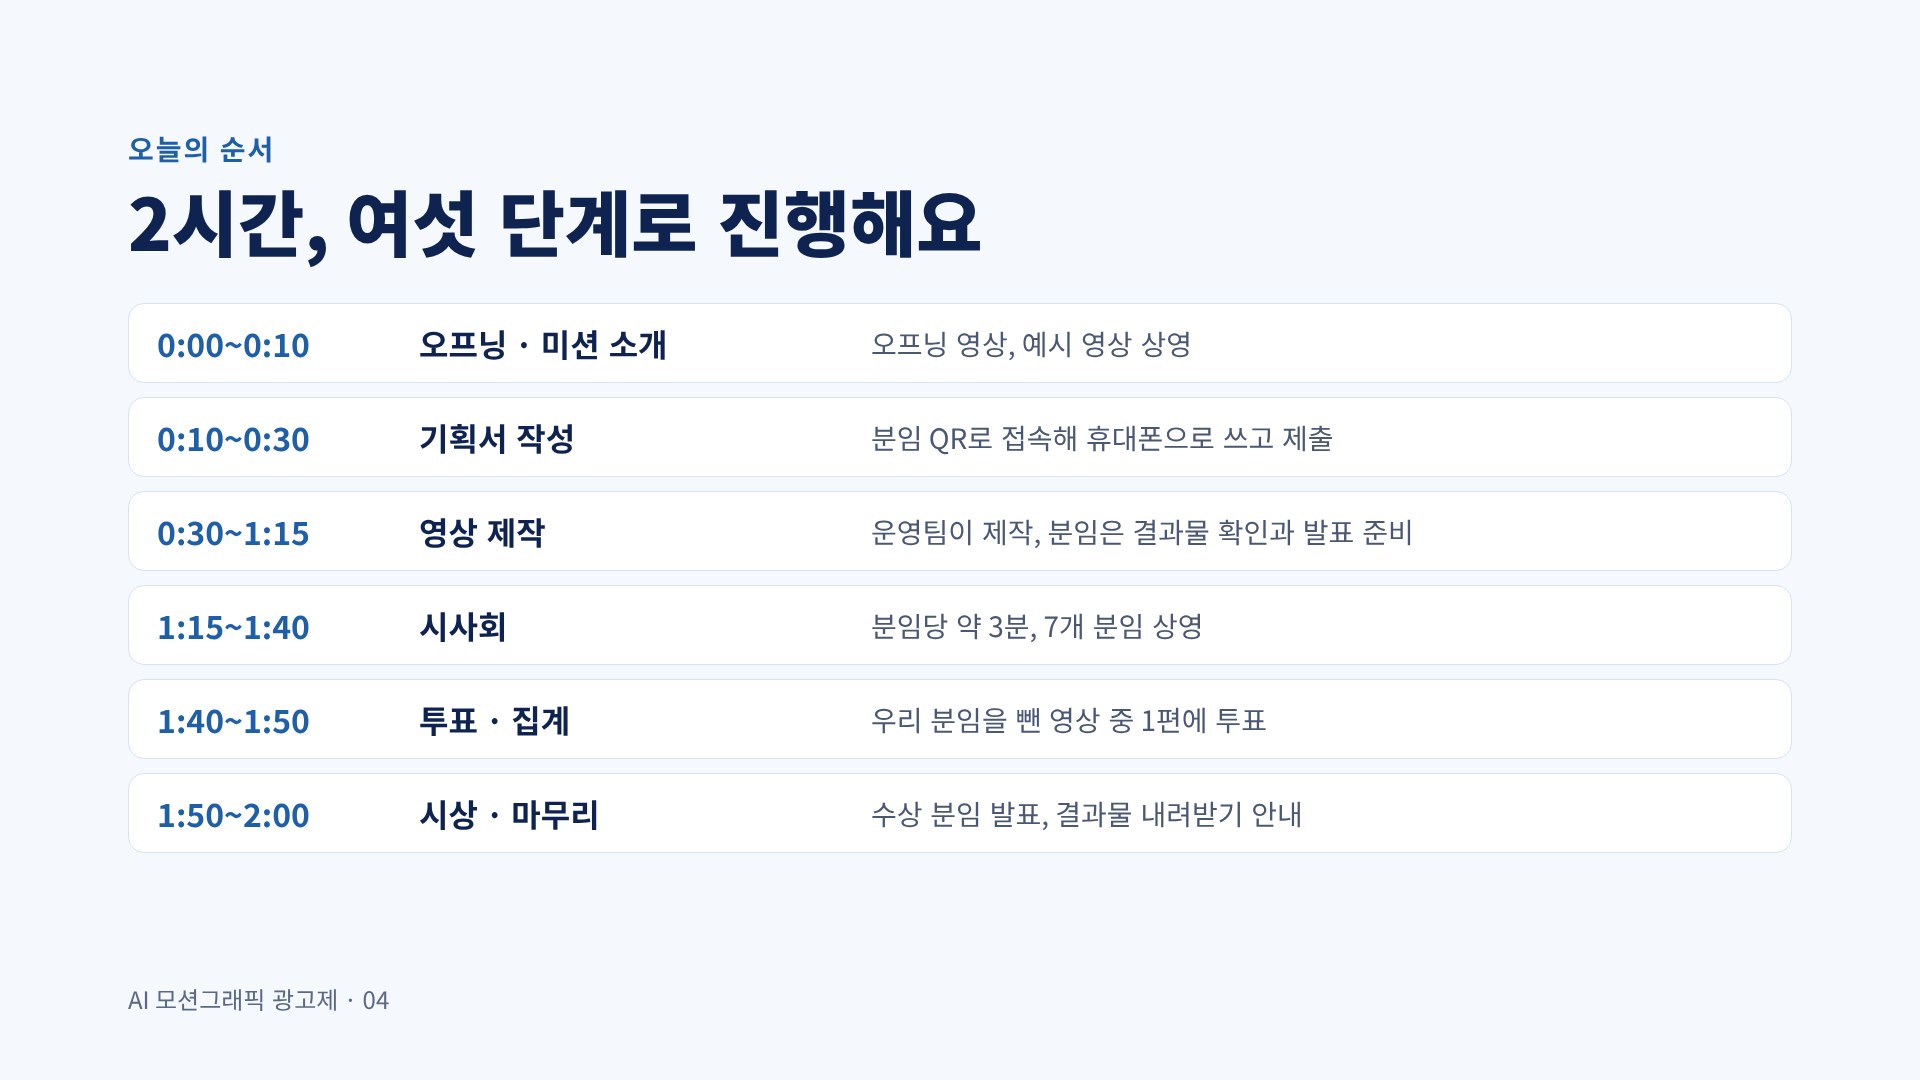 오늘의 순서
2시간, 여섯 단계로 진행해요
0:00~0:10 오프닝 · 미션 소개 오프닝 영상, 예시 영상 상영
0:10~0:30 기획서 작성 분임 QR로 접속해 휴대폰으로 쓰고 제출
0:30~1:15 영상 제작 운영팀이 제작, 분임은 결과물 확인과 발표 준비
1:15~1:40 시사회 분임당 약 3분, 7개 분임 상영
1:40~1:50 투표 · 집계 우리 분임을 뺀 영상 중 1편에 투표
1:50~2:00 시상 · 마무리 수상 분임 발표, 결과물 내려받기 안내
AI 모션그래픽 광고제 · 04